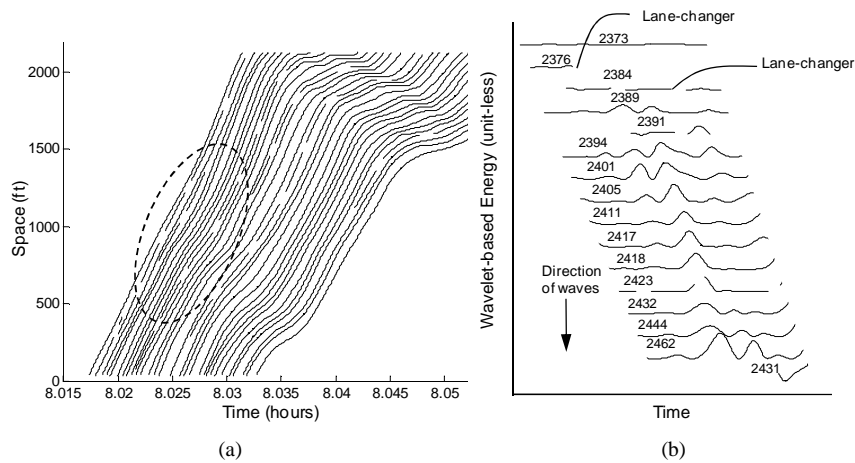 2000
1500
1000
500
0
Space (ft)
8.015
8.02
8.025
8.03
8.035
8.04
8.045
8.05
Time (hours)
(a)
Lane-changer
2373
2376
Lane-changer
2384
2389
2391
2394
2401
2405
2411
2417
2418
Direction
of waves
2423
2432
2444
2462
2431
Wavelet-based Energy (unit-less)
Time
(b)